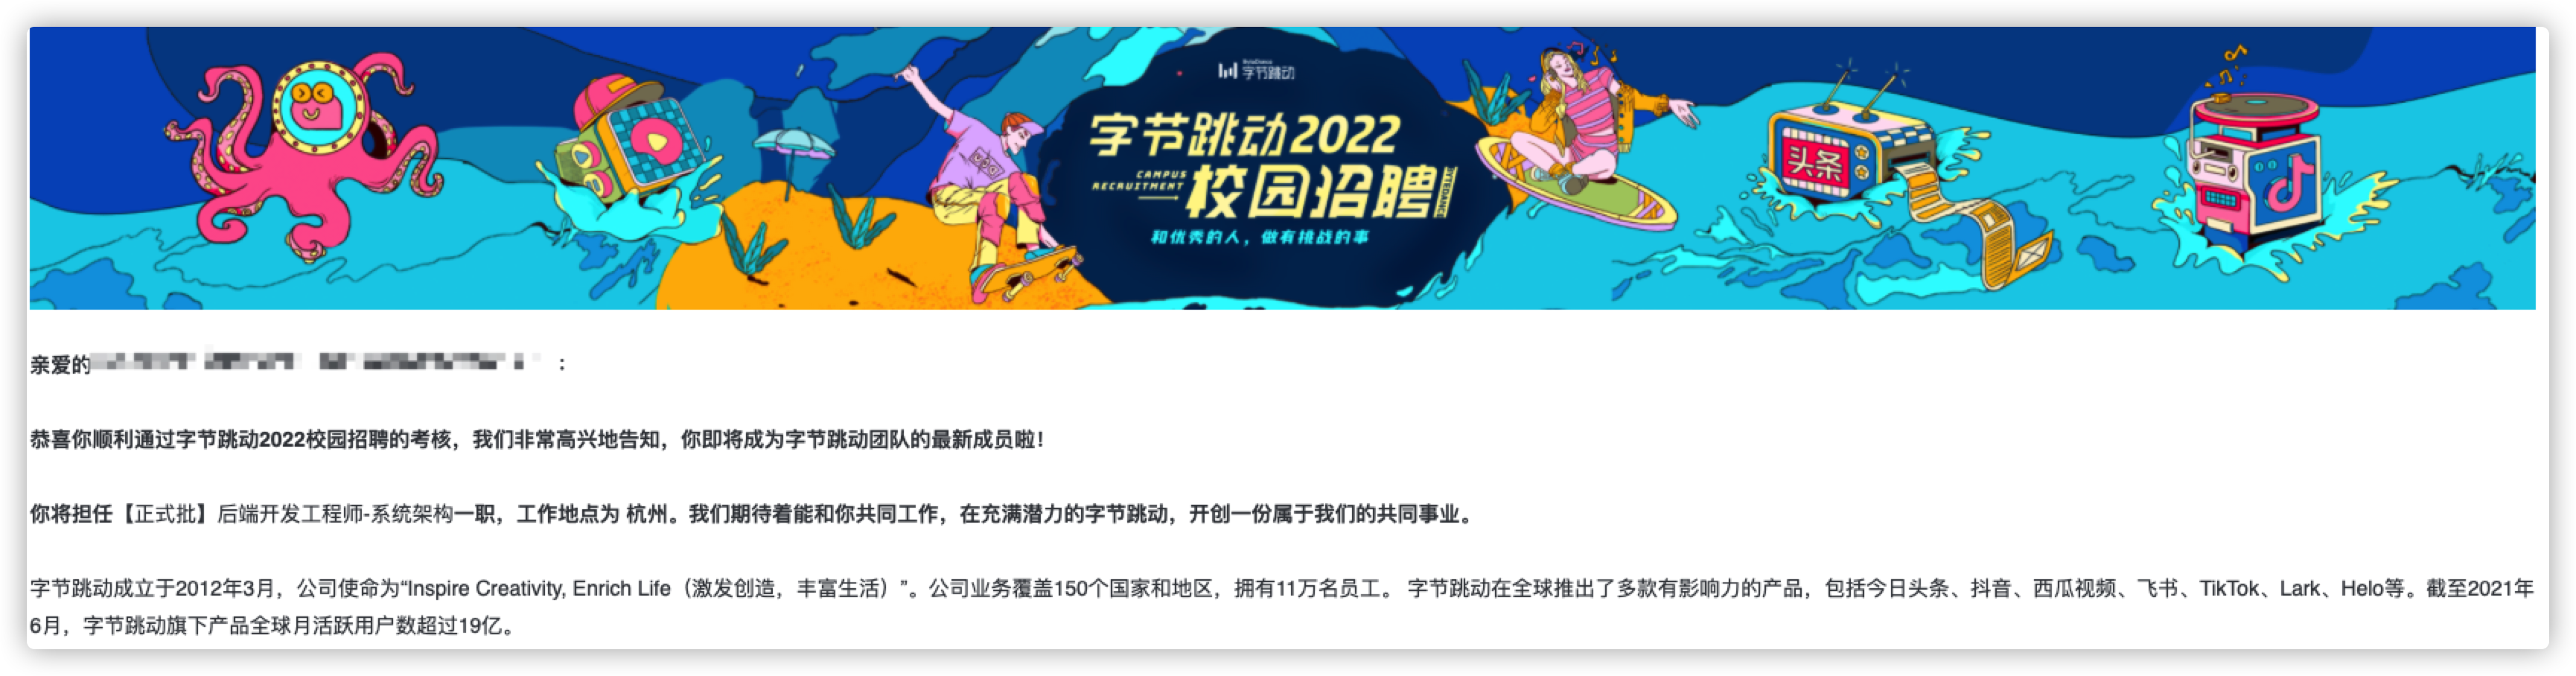 ByteDance
字节跳动
字节跳动2022
CAMPUS
RECRUITMENT
校园招聘
BYTEDANCE
和优秀的人，做有挑战的事
头条
亲爱的 ：
恭喜你顺利通过字节跳动2022校园招聘的考核，我们非常高兴地告知，你即将成为字节跳动团队的最新成员啦！
你将担任【正式批】后端开发工程师-系统架构一职，工作地点为 杭州。我们期待着能和你共同工作，在充满潜力的字节跳动，开创一份属于我们的共同事业。
字节跳动成立于2012年3月，公司使命为“Inspire Creativity, Enrich Life（激发创造，丰富生活）”。公司业务覆盖150个国家和地区，拥有11万名员工。 字节跳动在全球推出了多款有影响力的产品，包括今日头条、抖音、西瓜视频、飞书、TikTok、Lark、Helo等。截至2021年
6月，字节跳动旗下产品全球月活跃用户数超过19亿。